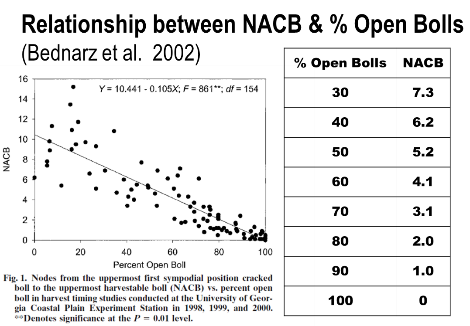 Relationship between NACB & % Open Bolls
(Bednarz et al. 2002)
Y = 10.441 - 0.105X; F = 861**; df = 154
16
14
12
10
8
6
4
2
0
NACB
0 20 40 60 80 100
Percent Open Boll
Fig. 1. Nodes from the uppermost first sympodial position cracked
boll to the uppermost harvestable boll (NACB) vs. percent open
boll in harvest timing studies conducted at the University of Geor-
gia Coastal Plain Experiment Station in 1998, 1999, and 2000.
**Denotes significance at the P = 0.01 level.
% Open Bolls NACB
30 7.3
40 6.2
50 5.2
60 4.1
70 3.1
80 2.0
90 1.0
100 0